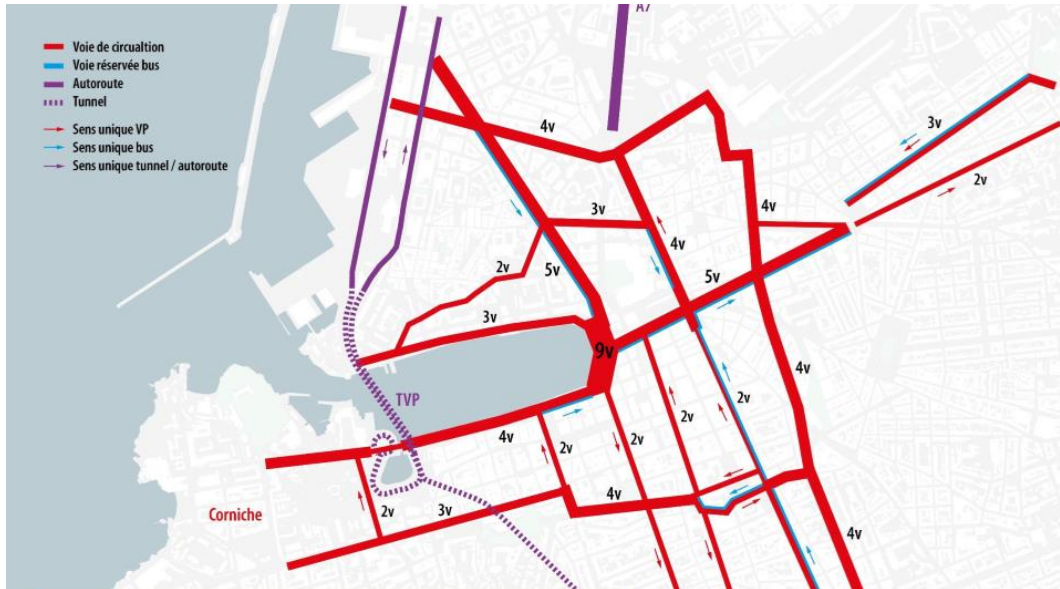 A7
Voie de circualtion
Voie réservée bus
Autoroute
Tunnel
Sens unique VP
Sens unique bus
Sens unique tunnel / autoroute
4v
3v
2v
3v
4v
4v
2v
5v
5v
3v
9v
4v
TVP
2v
4v
2v
2v
2v
4v
Corniche
2v
3v
4v